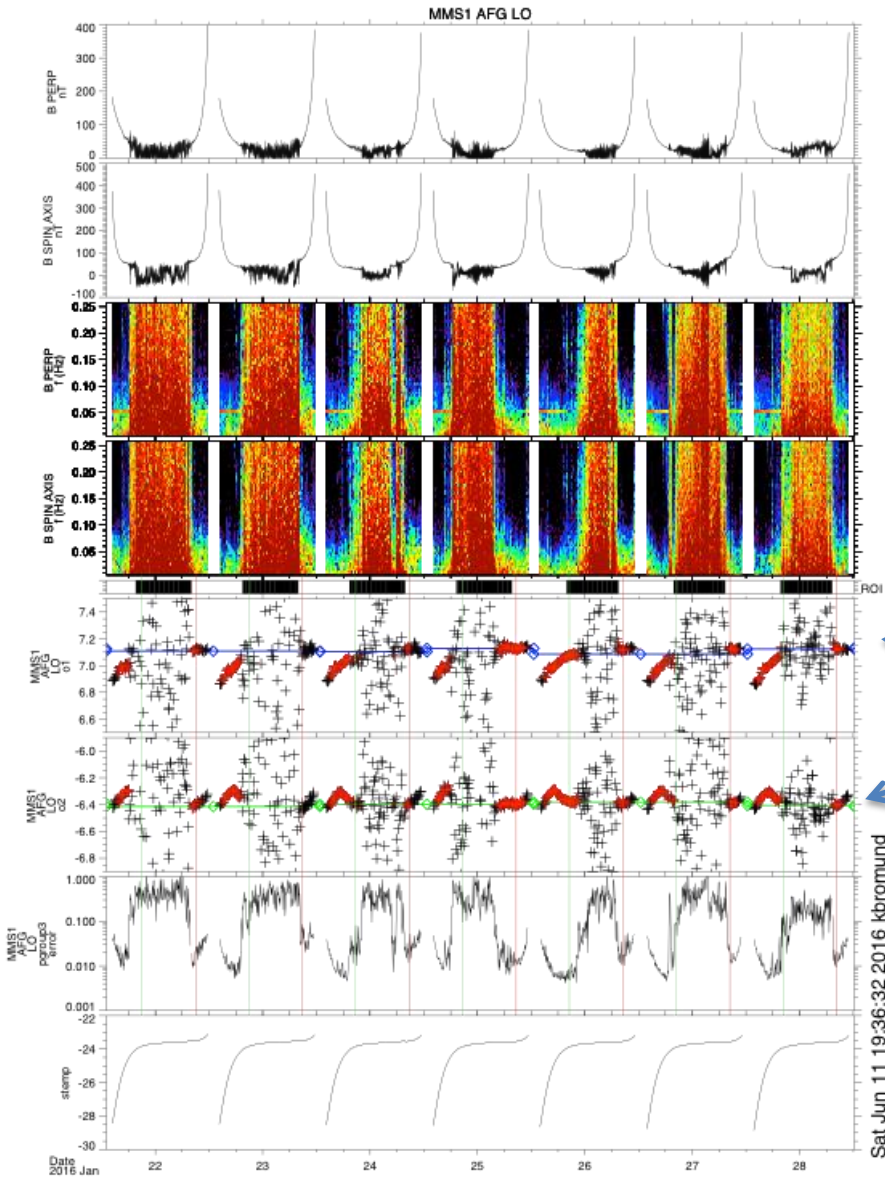 MMS1 AFG LO
400
300
200
100
0
B PERP
nT
500
400
300
200
100
0
-100
B SPIN AXIS
nT
0.25
0.20
0.15
0.10
0.05
B PERP
f (Hz)
0.25
0.20
0.15
0.10
0.05
B SPIN AXIS
f (Hz)
ROI
7.4
7.2
7.0
6.8
6.6
MMS1
AFG
LO
o1
-6.0
-6.2
-6.4
-6.6
-6.8
MMS1
AFG
LO
o2
1.000
0.100
0.010
0.001
MMS1
AFG
LO
pgroup3
error
-22
-24
-26
-28
-30
stemp
Date
2016 Jan
22 23 24 25 26 27 28
Sat Jun 11 19:36:32 2016 kbromund